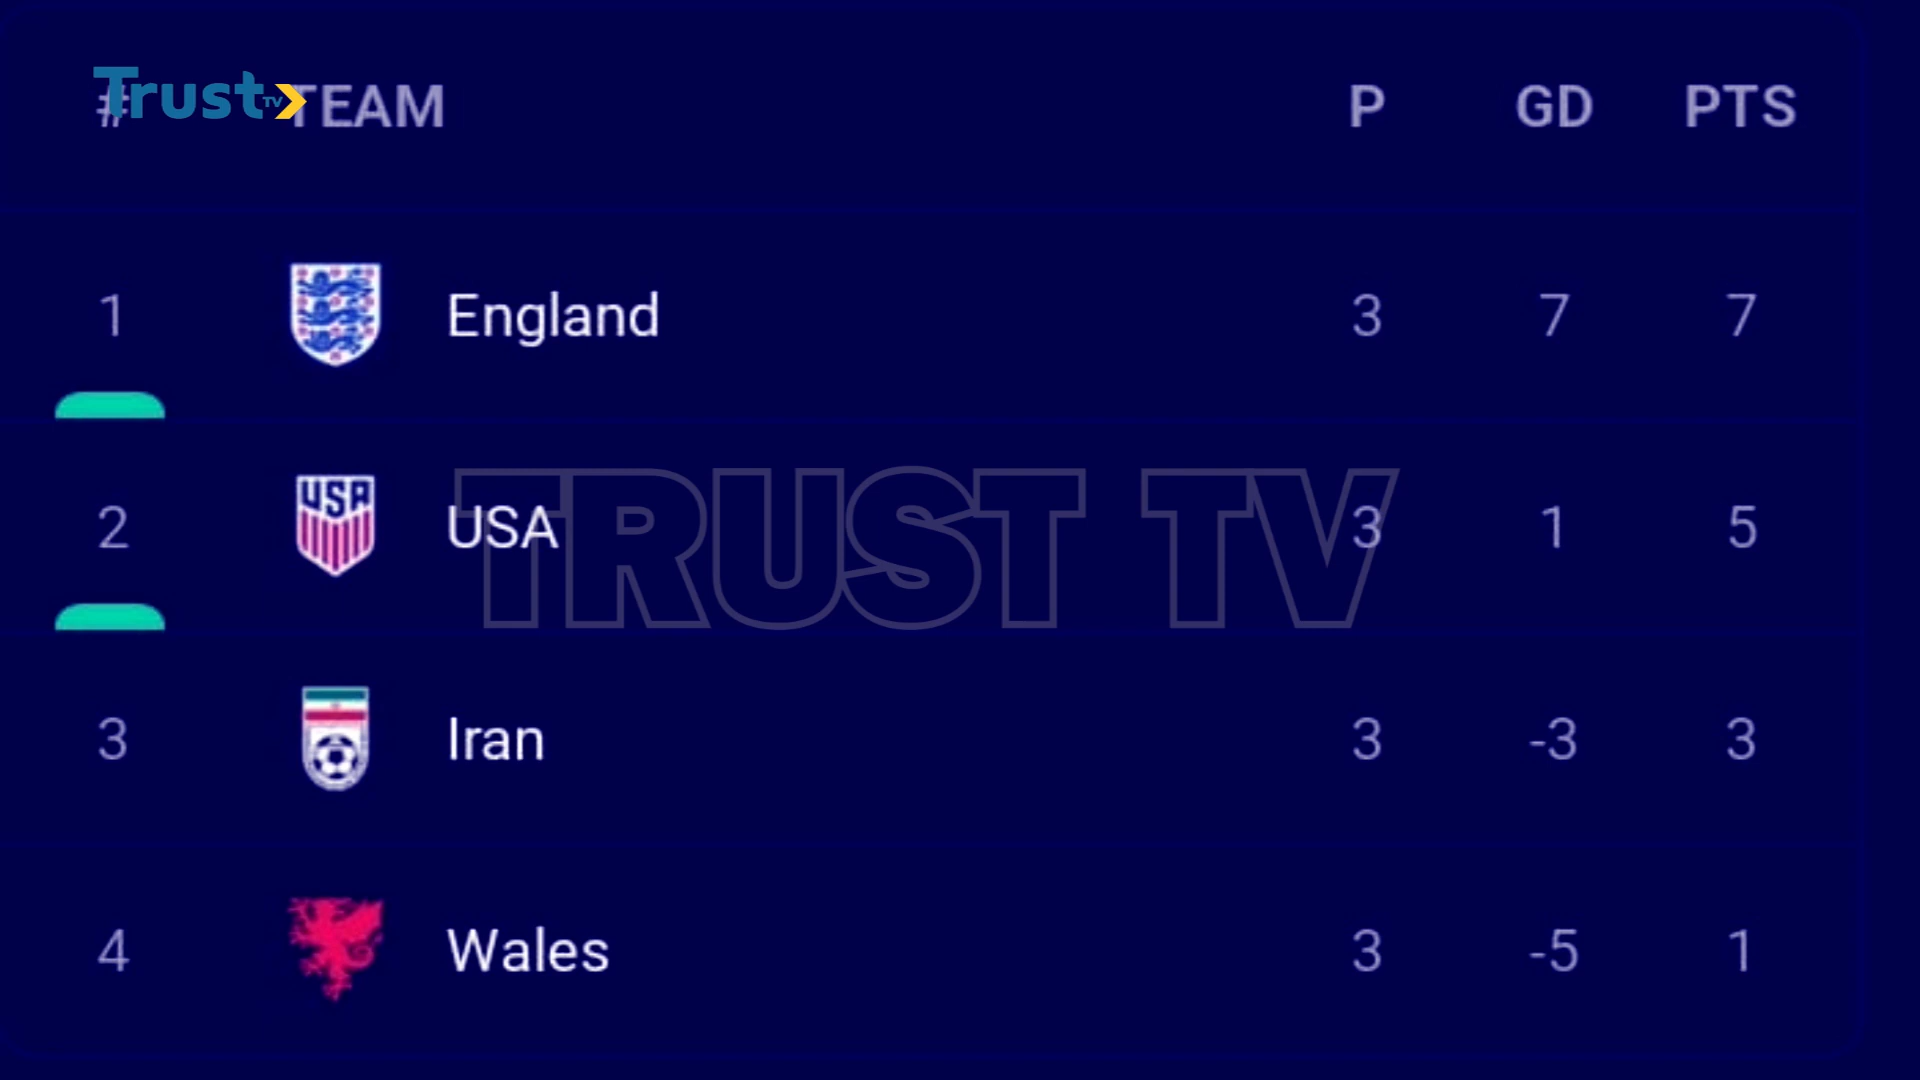 Trust TV
# TEAM P GD PTS
1 England 3 7 7
2 USA USA 3 1 5
TRUST TV
3 Iran 3 -3 3
4 Wales 3 -5 1